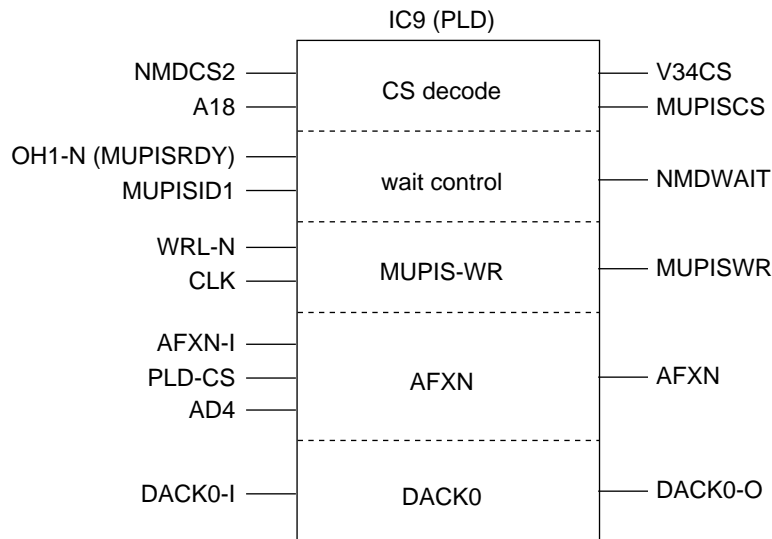 IC9 (PLD)
NMDCS2
A18
CS decode
V34CS
MUPISCS
OH1-N (MUPISRDY)
MUPISID1
wait control
NMDWAIT
WRL-N
CLK
MUPIS-WR
MUPISWR
AFXN-I
PLD-CS
AD4
AFXN
AFXN
DACK0-I
DACK0
DACK0-O